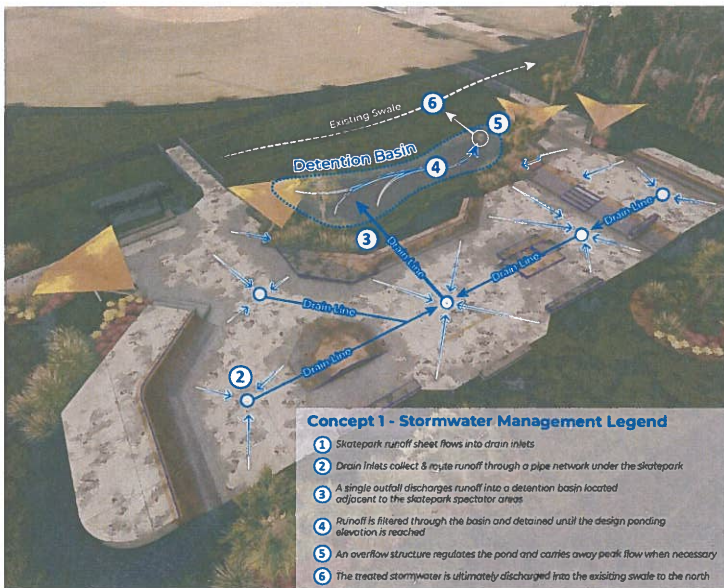 Existing Swale
6
5
Detention Basin
4
3
Drain Line
Drain Line
Drain Line
Drain Line
Drain Line
2
Concept 1 - Stormwater Management Legend
1 Skatepark runoff sheet flows into drain inlets
2 Drain inlets collect & route runoff through a pipe network under the skatepark
3 A single outfall discharges runoff into a detention basin located
adjacent to the skatepark spectator areas
4 Runoff is filtered through the basin and detained until the design ponding
elevation is reached
5 An overflow structure regulates the pond and carries away peak flow when necessary
6 The treated stormwater is ultimately discharged into the exisiting swale to the north